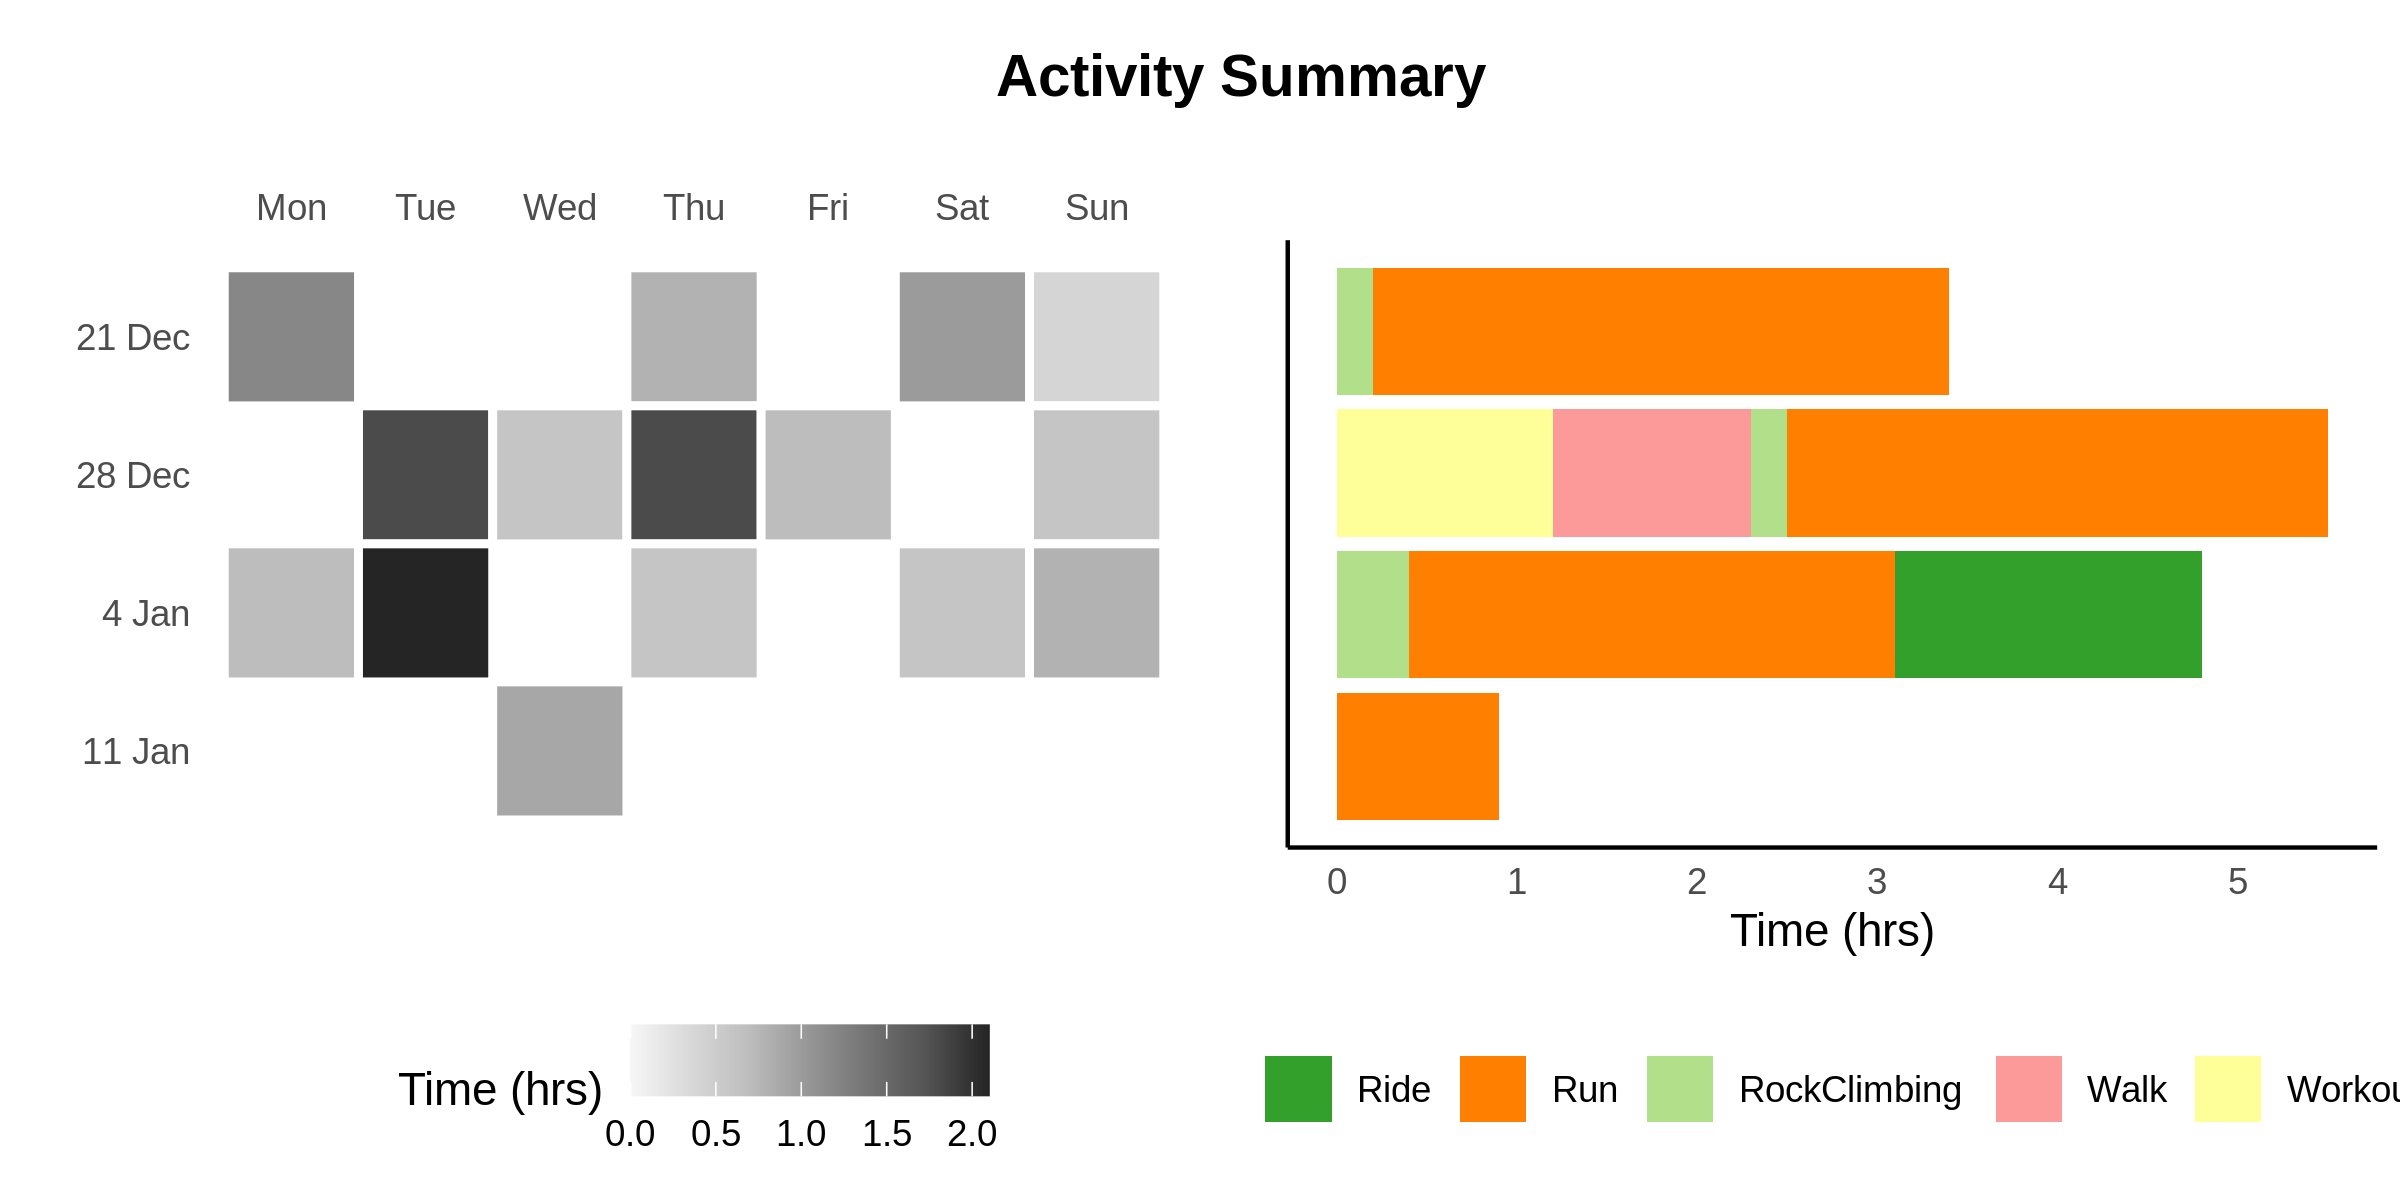 Activity Summary
Mon Tue Wed Thu Fri Sat Sun
21 Dec
28 Dec
4 Jan
11 Jan
0 1 2 3 4 5
Time (hrs)
Time (hrs)
0.0 0.5 1.0 1.5 2.0
Ride Run RockClimbing Walk Workou